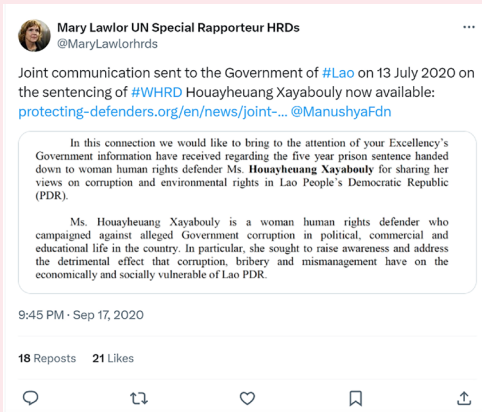 Mary Lawlor UN Special Rapporteur HRDs
@MaryLawlorhrds
Joint communication sent to the Government of #Lao on 13 July 2020 on
the sentencing of #WHRD Houayheuang Xayabouly now available:
protecting-defenders.org/en/news/joint-... @ManushyaFdn
In this connection we would like to bring to the attention of your Excellency's
Government information have received regarding the five year prison sentence handed
down to woman human rights defender Ms. Houayheuang Xayabouly for sharing her
views on corruption and environmental rights in Lao People's Democratic Republic
(PDR).
Ms. Houayheuang Xayabouly is a woman human rights defender who
campaigned against alleged Government corruption in political, commercial and
educational life in the country. In particular, she sought to raise awareness and address
the detrimental effect that corruption, bribery and mismanagement have on the
economically and socially vulnerable of Lao PDR.
9:45 PM · Sep 17, 2020
18 Reposts 21 Likes